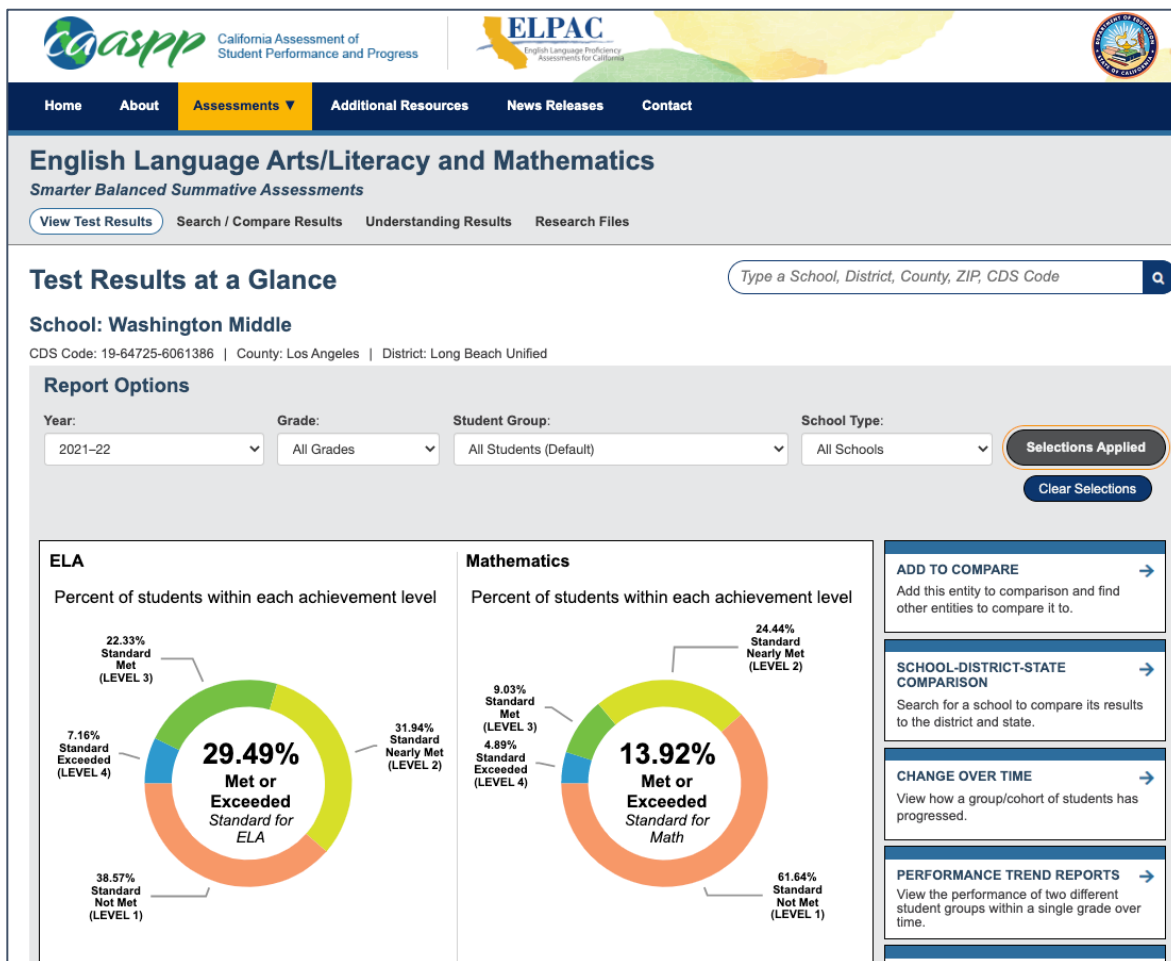 caaspp
California Assessment of
Student Performance and Progress
ELPAC
English Language Proficiency
Assessments for California
DEPARTMENT OF EDUCATION
STATE OF CALIFORNIA
Home About Assessments ▼ Additional Resources News Releases Contact
English Language Arts/Literacy and Mathematics
Smarter Balanced Summative Assessments
View Test Results Search / Compare Results Understanding Results Research Files
Test Results at a Glance
Type a School, District, County, ZIP, CDS Code
School: Washington Middle
CDS Code: 19-64725-6061386 | County: Los Angeles | District: Long Beach Unified
Report Options
Year: Grade: Student Group: School Type:
2021–22 All Grades All Students (Default) All Schools
Selections Applied
Clear Selections
ELA
Percent of students within each achievement level
22.33%
Standard
Met
(LEVEL 3)
7.16%
Standard
Exceeded
(LEVEL 4)
31.94%
Standard
Nearly Met
(LEVEL 2)
29.49%
Met or
Exceeded
Standard for
ELA
38.57%
Standard
Not Met
(LEVEL 1)
Mathematics
Percent of students within each achievement level
24.44%
Standard
Nearly Met
(LEVEL 2)
9.03%
Standard
Met
(LEVEL 3)
4.89%
Standard
Exceeded
(LEVEL 4)
13.92%
Met or
Exceeded
Standard for
Math
61.64%
Standard
Not Met
(LEVEL 1)
ADD TO COMPARE →
Add this entity to comparison and find
other entities to compare it to.
SCHOOL-DISTRICT-STATE →
COMPARISON
Search for a school to compare its results
to the district and state.
CHANGE OVER TIME →
View how a group/cohort of students has
progressed.
PERFORMANCE TREND REPORTS →
View the performance of two different
student groups within a single grade over
time.